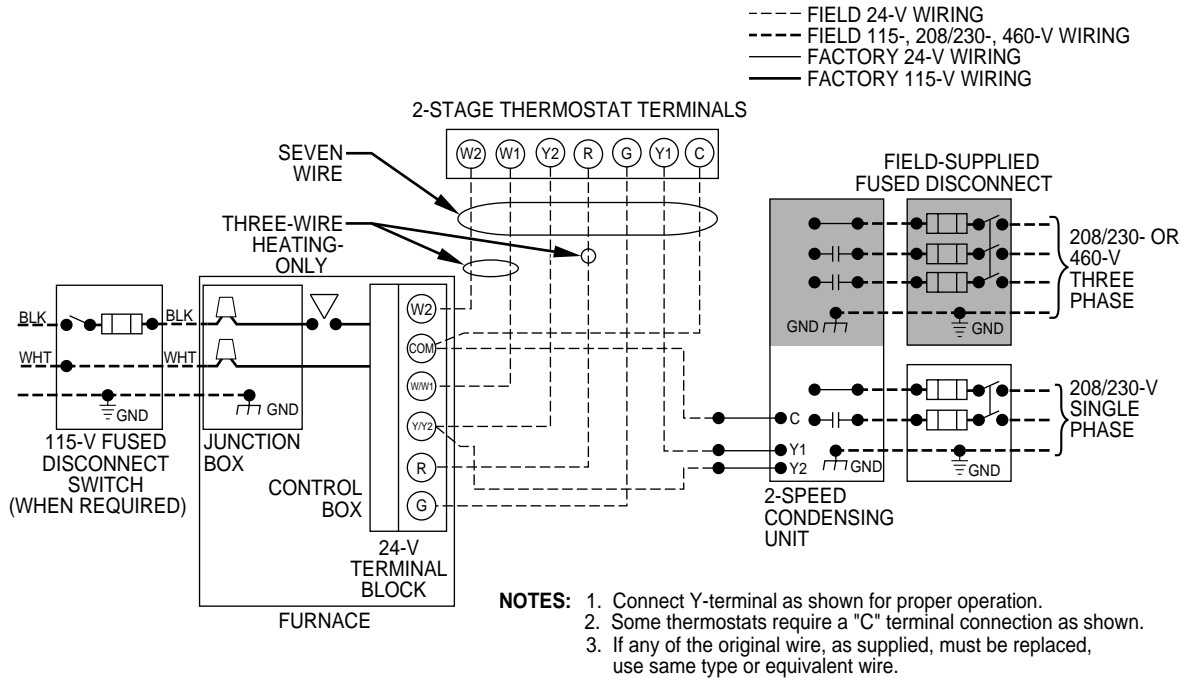 FIELD 24-V WIRING
FIELD 115-, 208/230-, 460-V WIRING
FACTORY 24-V WIRING
FACTORY 115-V WIRING
2-STAGE THERMOSTAT TERMINALS
W2 W1 Y2 R G Y1 C
SEVEN
WIRE
THREE-WIRE
HEATING-
ONLY
FIELD-SUPPLIED
FUSED DISCONNECT
208/230- OR
460-V
THREE
PHASE
GND
GND
BLK
BLK
WHT
WHT
GND
GND
115-V FUSED
DISCONNECT
SWITCH
(WHEN REQUIRED)
JUNCTION
BOX
CONTROL
BOX
W2
COM
W/W1
Y/Y2
R
G
24-V
TERMINAL
BLOCK
FURNACE
C
Y1
Y2
GND
GND
208/230-V
SINGLE
PHASE
2-SPEED
CONDENSING
UNIT
NOTES: 1. Connect Y-terminal as shown for proper operation.
2. Some thermostats require a "C" terminal connection as shown.
3. If any of the original wire, as supplied, must be replaced,
use same type or equivalent wire.